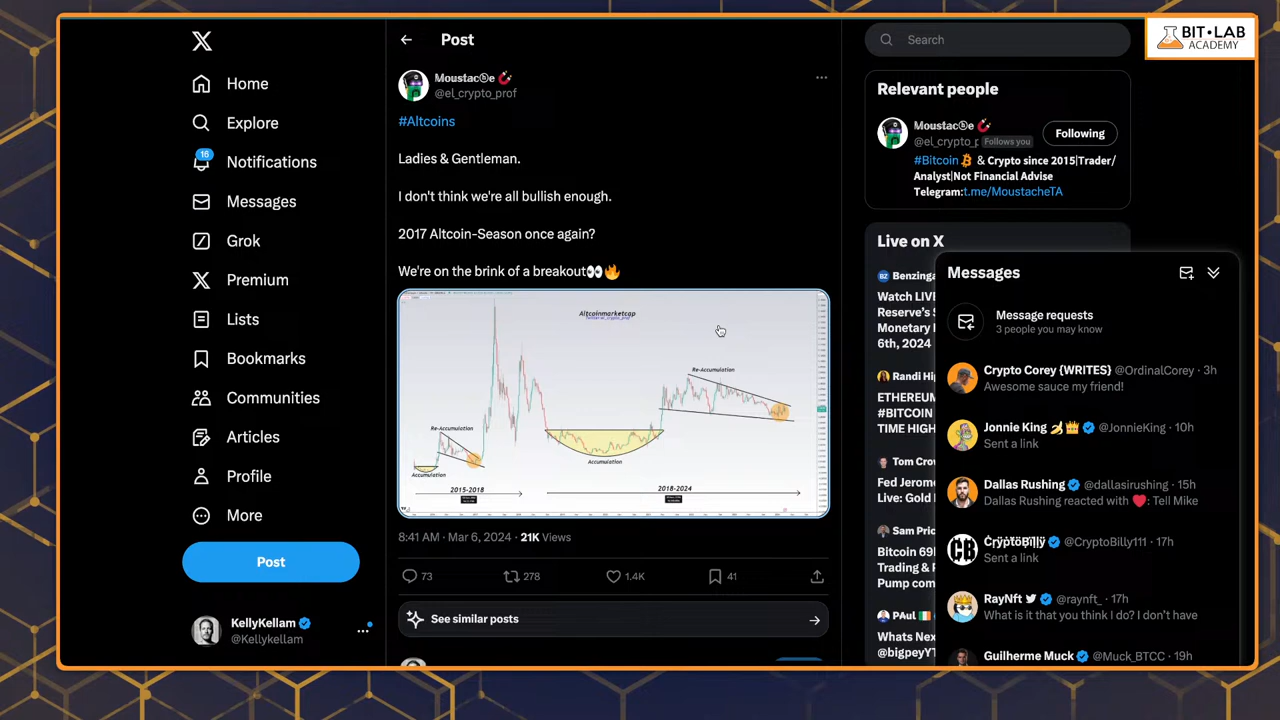 BIT•LAB
ACADEMY
Home
Explore
16
Notifications
Messages
Grok
Premium
Lists
Bookmarks
Communities
Articles
Profile
More
Post
KellyKellam
@Kellykellam
Post
Moustacⓗe
@el_crypto_prof
#Altcoins
Ladies & Gentleman.
I don't think we're all bullish enough.
2017 Altcoin-Season once again?
We're on the brink of a breakout👀🔥
Altcoinmarketcap
Re-Accumulation
Re-Accumulation
Accumulation
Accumulation
2015-2018
2018-2024
8:41 AM · Mar 6, 2024 · 21K Views
73
278
1.4K
41
See similar posts
Search
Relevant people
Moustacⓗe
@el_crypto_p Follows you
Following
#Bitcoin & Crypto since 2015|Trader/
Analyst|Not Financial Advise
Telegram:t.me/MoustacheTA
Live on X
Benzinga
Watch LIVE
Reserve's S
Monetary
6th, 2024
Randi Hi
ETHEREUM
#BITCOIN
TIME HIGH
Tom Cro
Fed Jerome
Live: Gold
Sam Pric
Bitcoin 69
Trading &
Pump com
PAul
Whats Nex
@bigpeyYT
Messages
Message requests
3 people you may know
Crypto Corey {WRITES} @OrdinalCorey · 3h
Awesome sauce my friend!
Jonnie King 🍌👑 @JonnieKing · 10h
Sent a link
Dallas Rushing @dallasirushing · 15h
Dallas Rushing reacted with ❤️: Tell Mike
CB
CrÿptöBïllÿ @CryptoBilly111 · 17h
Sent a link
RayNft @raynft_ · 17h
What is it that you think I do? I don't have
Guilherme Muck @Muck_BTCC · 19h